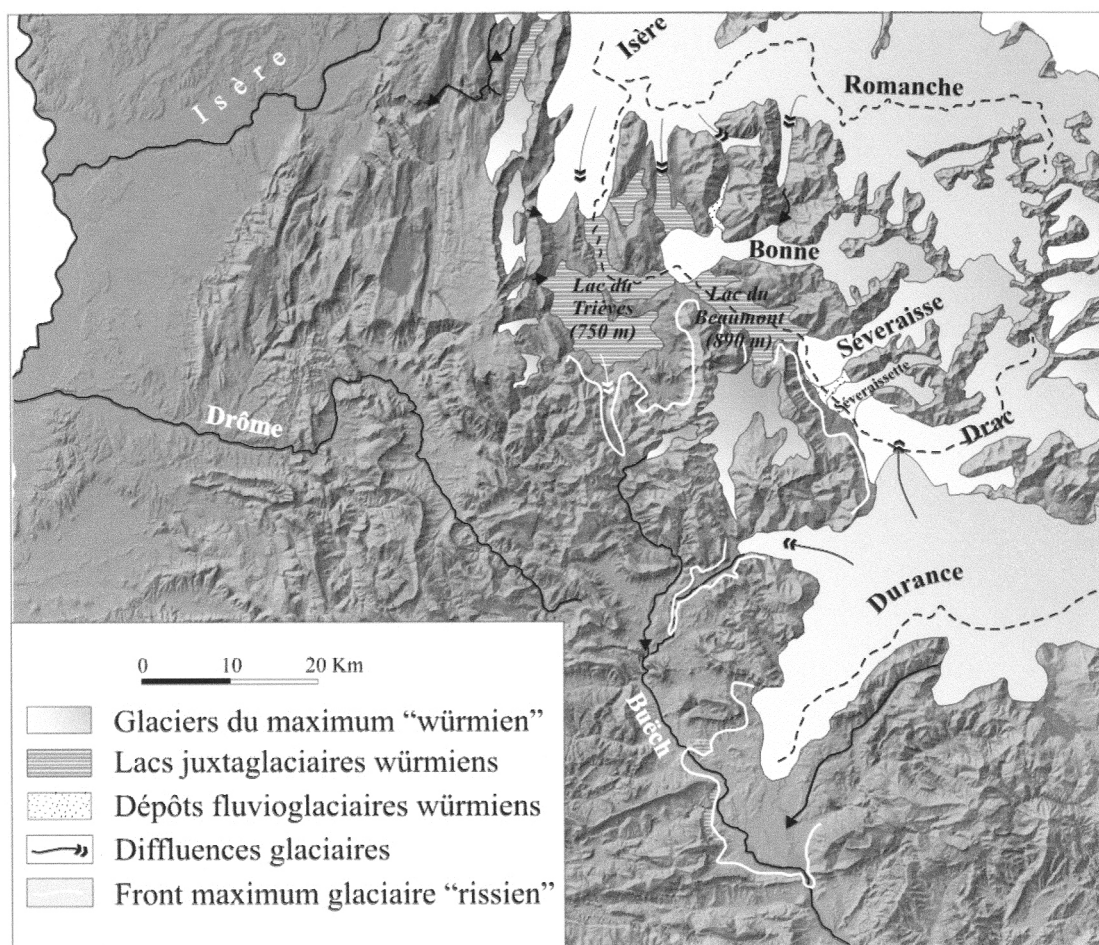 Isère
Isère
Romanche
Bonne
Lac du
Trièves
(750 m)
Lac du
Beaumont
(890 m)
Séveraisse
Séveraissette
Drac
Drôme
Durance
Buëch
0 10 20 Km
Glaciers du maximum “würmien”
Lacs juxtaglaciaires würmiens
Dépôts fluvioglaciaires würmiens
Diffluences glaciaires
Front maximum glaciaire “rissien”